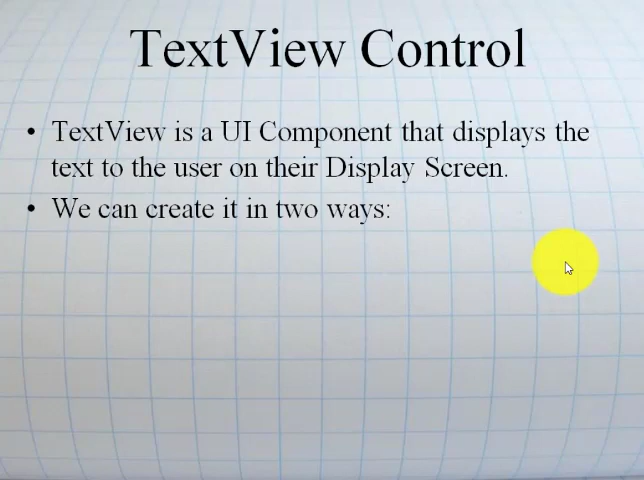 TextView Control
• TextView is a UI Component that displays the
text to the user on their Display Screen.
• We can create it in two ways: